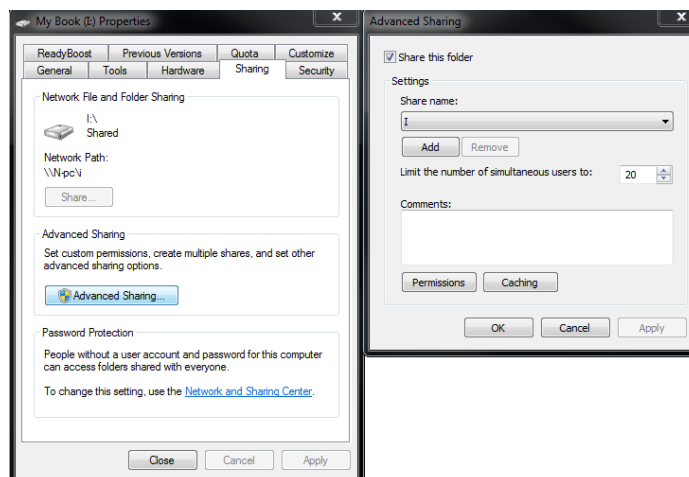 My Book (I:) Properties
x
ReadyBoost
Previous Versions
Quota
Customize
General
Tools
Hardware
Sharing
Security
Network File and Folder Sharing
I:\
Shared
Network Path:
\\N-pc\i
Share...
Advanced Sharing
Set custom permissions, create multiple shares, and set other
advanced sharing options.
Advanced Sharing...
Password Protection
People without a user account and password for this computer
can access folders shared with everyone.
To change this setting, use the Network and Sharing Center.
Close
Cancel
Apply
Advanced Sharing
x
Share this folder
Settings
Share name:
I
Add
Remove
Limit the number of simultaneous users to:
20
Comments:
Permissions
Caching
OK
Cancel
Apply